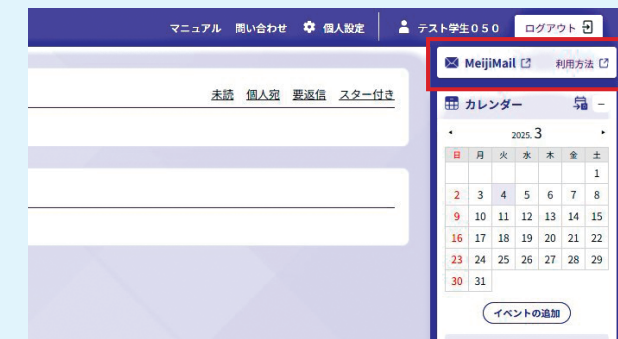 マニュアル 問い合わせ 個人設定 テスト学生050 ログアウト
MeijiMail 利用方法
未読 個人宛 要返信 スター付き
カレンダー
2025. 3
日 月 火 水 木 金 土
1
2 3 4 5 6 7 8
9 10 11 12 13 14 15
16 17 18 19 20 21 22
23 24 25 26 27 28 29
30 31
イベントの追加